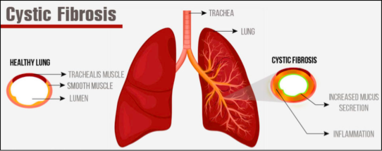 Cystic Fibrosis
TRACHEA
LUNG
HEALTHY LUNG
TRACHEALIS MUSCLE
SMOOTH MUSCLE
LUMEN
CYSTIC FIBROSIS
INCREASED MUCUS
SECRETION
INFLAMMATION